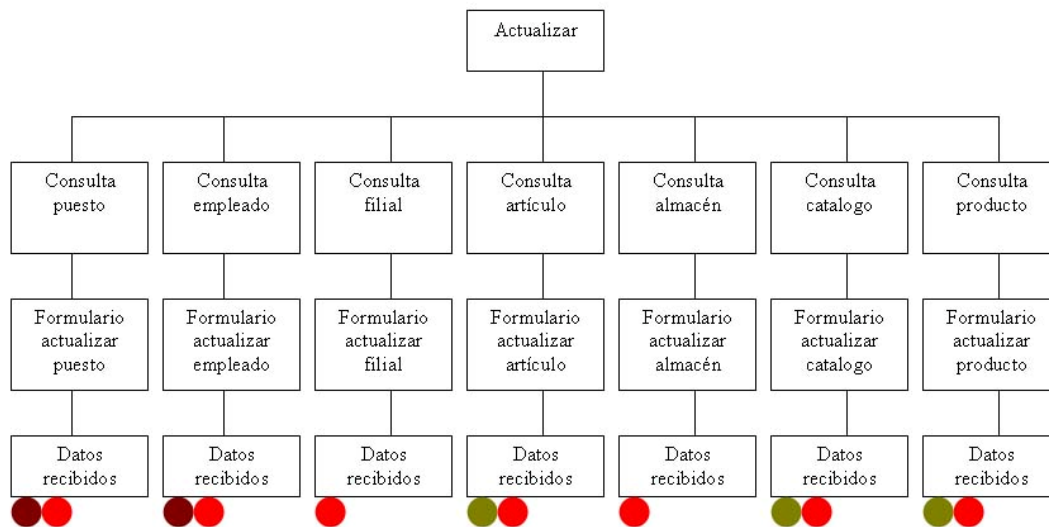 Actualizar
Consulta
puesto
Consulta
empleado
Consulta
filial
Consulta
artículo
Consulta
almacén
Consulta
catalogo
Consulta
producto
Formulario
actualizar
puesto
Formulario
actualizar
empleado
Formulario
actualizar
filial
Formulario
actualizar
artículo
Formulario
actualizar
almacén
Formulario
actualizar
catalogo
Formulario
actualizar
producto
Datos
recibidos
Datos
recibidos
Datos
recibidos
Datos
recibidos
Datos
recibidos
Datos
recibidos
Datos
recibidos